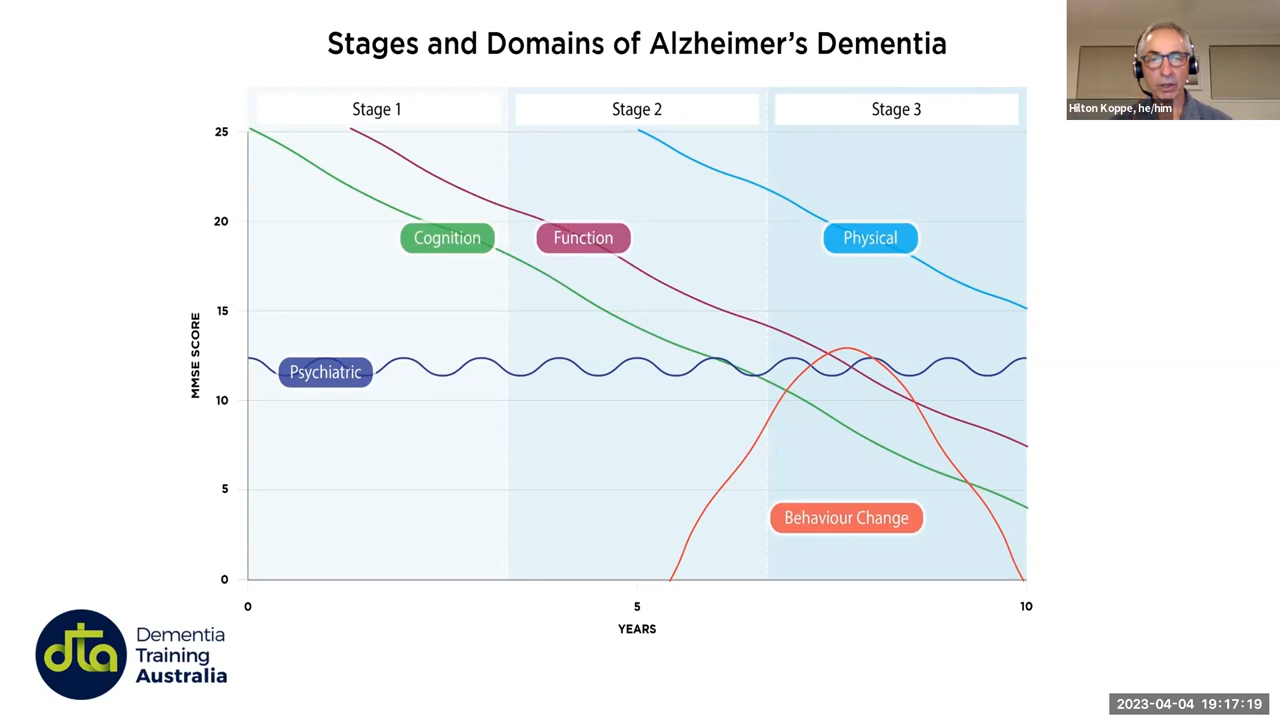 Stages and Domains of Alzheimer's Dementia
Hilton Koppe, he/him
Stage 1
Stage 2
Stage 3
25
20
15
10
5
0
MMSE SCORE
Cognition
Function
Physical
Psychiatric
Behaviour Change
0
5
10
YEARS
dta
Dementia
Training
Australia
2023-04-04 19:17:19